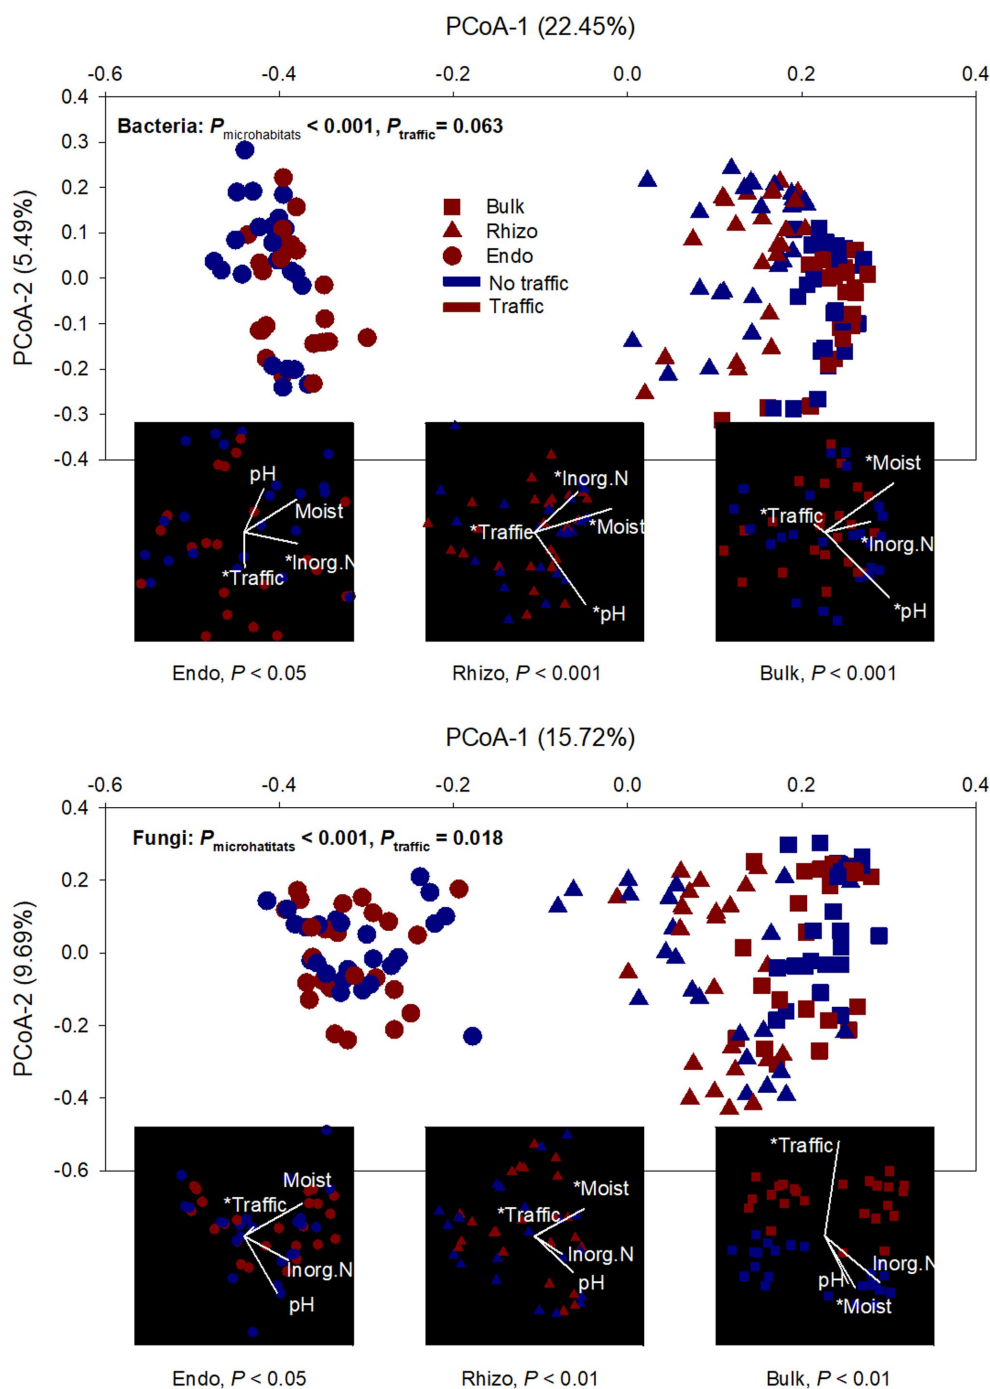 PCoA-1 (22.45%)
-0.6 -0.4 -0.2 0.0 0.2 0.4
0.4
Bacteria: Pmicrohabitats < 0.001, Ptraffic = 0.063
0.3
0.2
0.1
0.0
-0.1
-0.2
-0.3
-0.4
PCoA-2 (5.49%)
Bulk
Rhizo
Endo
No traffic
Traffic
pH
Moist
*Inorg.N
*Traffic
*Inorg.N
*Traffic
*Moist
*pH
*Moist
*Traffic
*Inorg.N
*pH
Endo, P < 0.05
Rhizo, P < 0.001
Bulk, P < 0.001
PCoA-1 (15.72%)
-0.6 -0.4 -0.2 0.0 0.2 0.4
0.4
Fungi: Pmicrohatitats < 0.001, Ptraffic = 0.018
0.2
0.0
-0.2
-0.4
-0.6
PCoA-2 (9.69%)
Moist
*Traffic
Inorg.N
pH
*Moist
*Traffic
Inorg.N
pH
*Traffic
Inorg.N
pH
*Moist
Endo, P < 0.05
Rhizo, P < 0.01
Bulk, P < 0.01